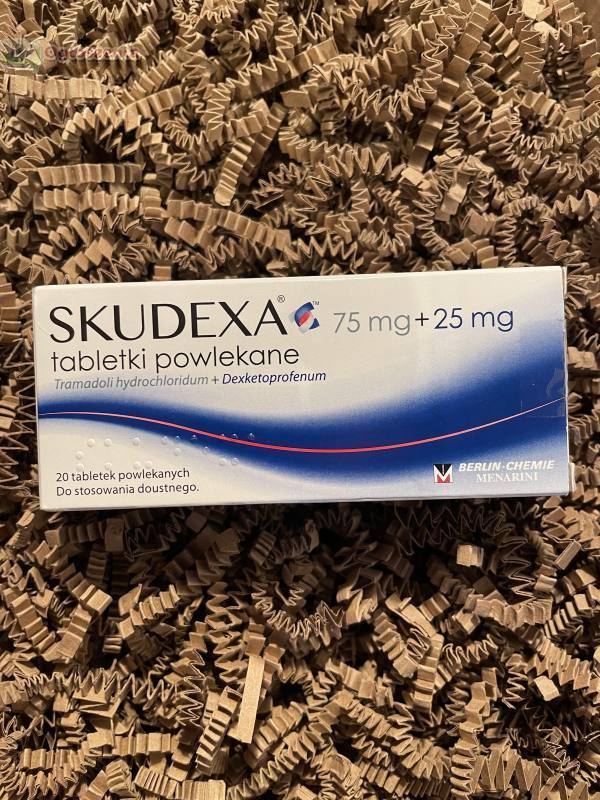 SKUDEXA® ™ 75 mg+25 mg
tabletki powlekane
Tramadoli hydrochloridum + Dexketoprofenum
20 tabletek powlekanych
Do stosowania doustnego.
BERLIN-CHEMIE
MENARINI